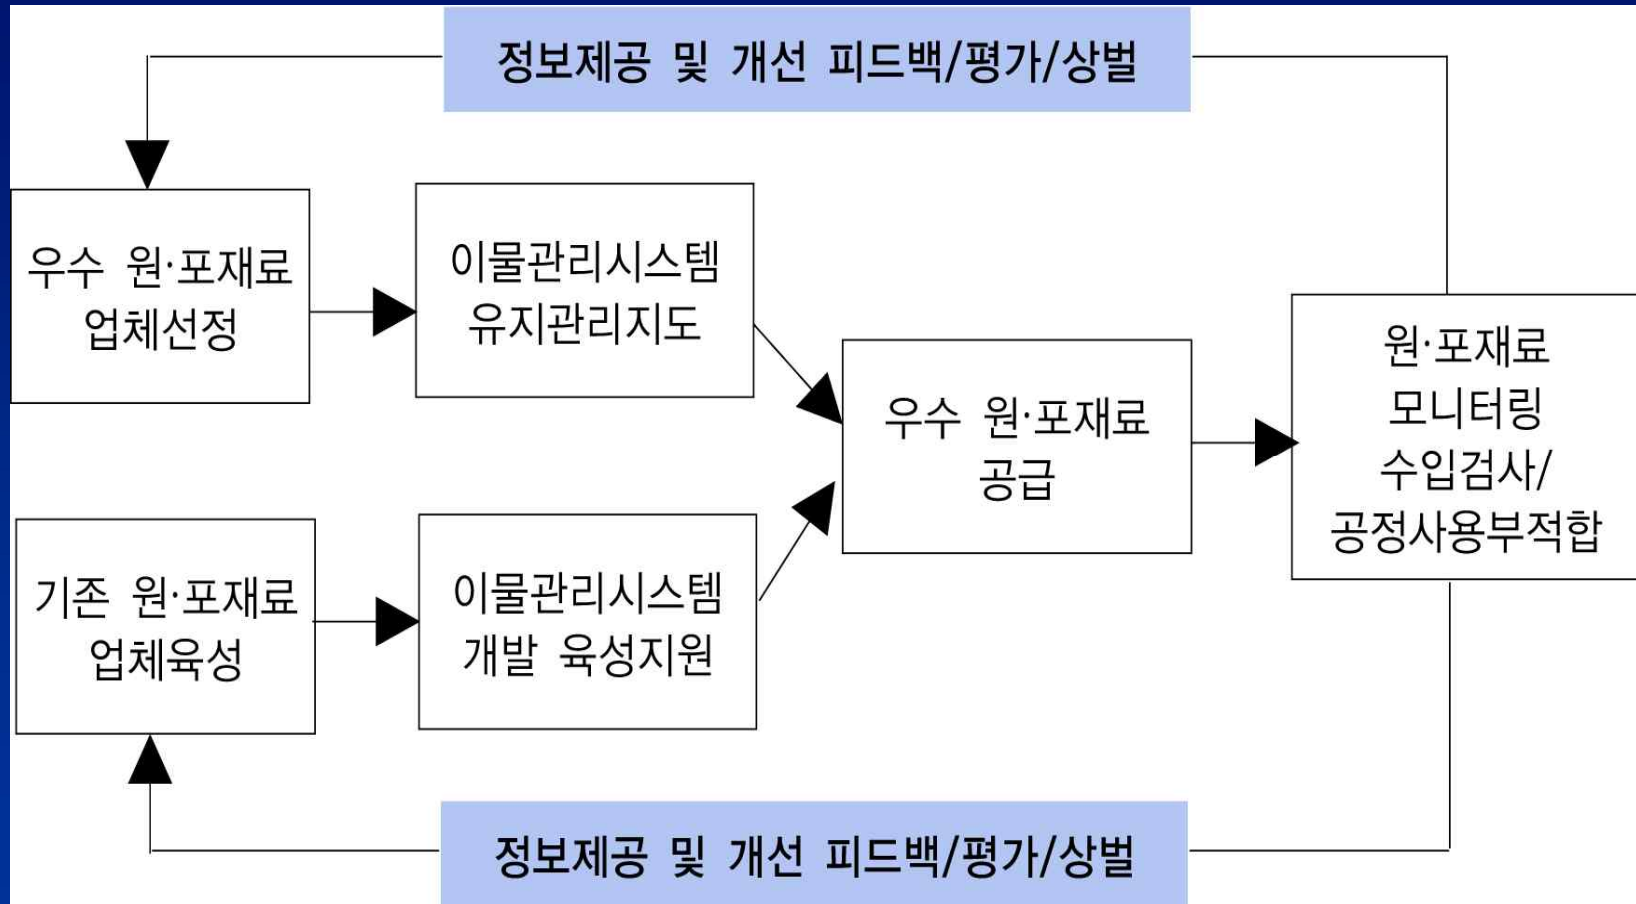 정보제공 및 개선 피드백/평가/상벌
우수 원·포재료
업체선정
이물관리시스템
유지관리지도
우수 원·포재료
공급
원·포재료
모니터링
수입검사/
공정사용부적합
기존 원·포재료
업체육성
이물관리시스템
개발 육성지원
정보제공 및 개선 피드백/평가/상벌